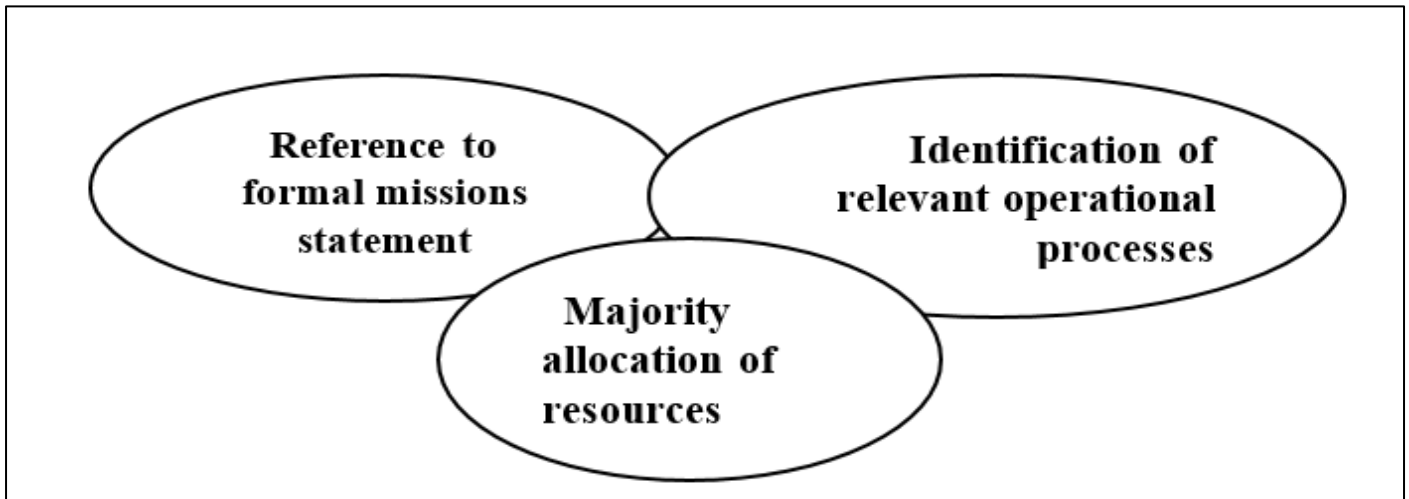 Reference to
formal missions
statement
Identification of
relevant operational
processes
Majority
allocation of
resources